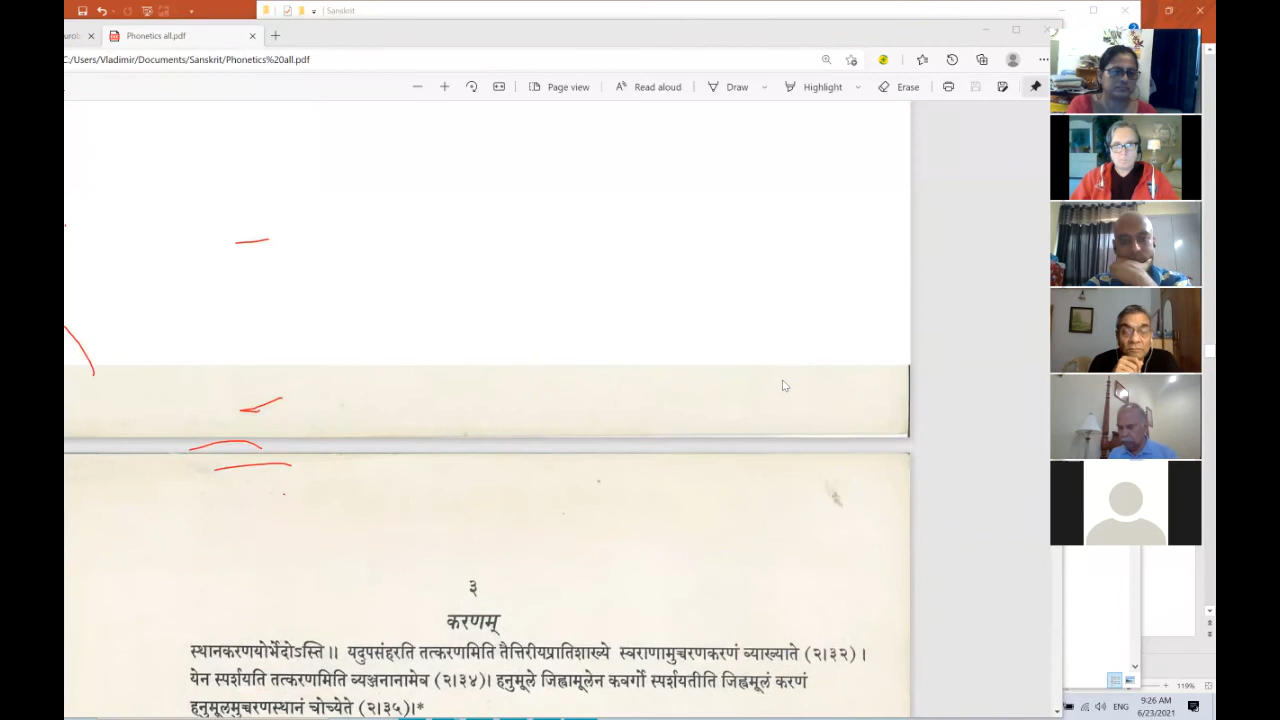 Sanskrit
Phonetics all.pdf
C:/Users/Vladimir/Documents/Sanskrit/Phonetics%20all.pdf
Page view
Read aloud
Draw
Highlight
Erase
३
करणम्
स्थानकरणयोर्भेदोऽस्ति॥ यदुपसंहरति तत्करणमिति तैत्तिरीयप्रातिशाख्ये स्वराणामुच्चरणकरणं व्याख्याते (२।३२)।
येन स्पर्शयति तत्करणमिति व्यञ्जनानामेव (२।३४)। हनुमूले जिह्वामूलेन कवर्गो स्पर्शयतीति जिह्वमूलं करणं
हनुमूलमुच्चरणस्थानं चोच्येते (२।३५)।*
119%
ENG
9:26 AM
6/23/2021